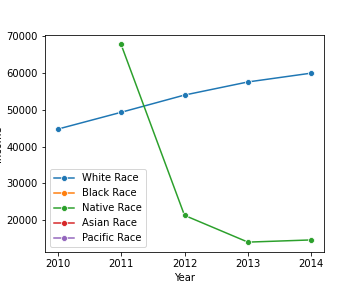 70000
60000
50000
40000
30000
20000
White Race
Black Race
Native Race
Asian Race
Pacific Race
2010 2011 2012 2013 2014
Year